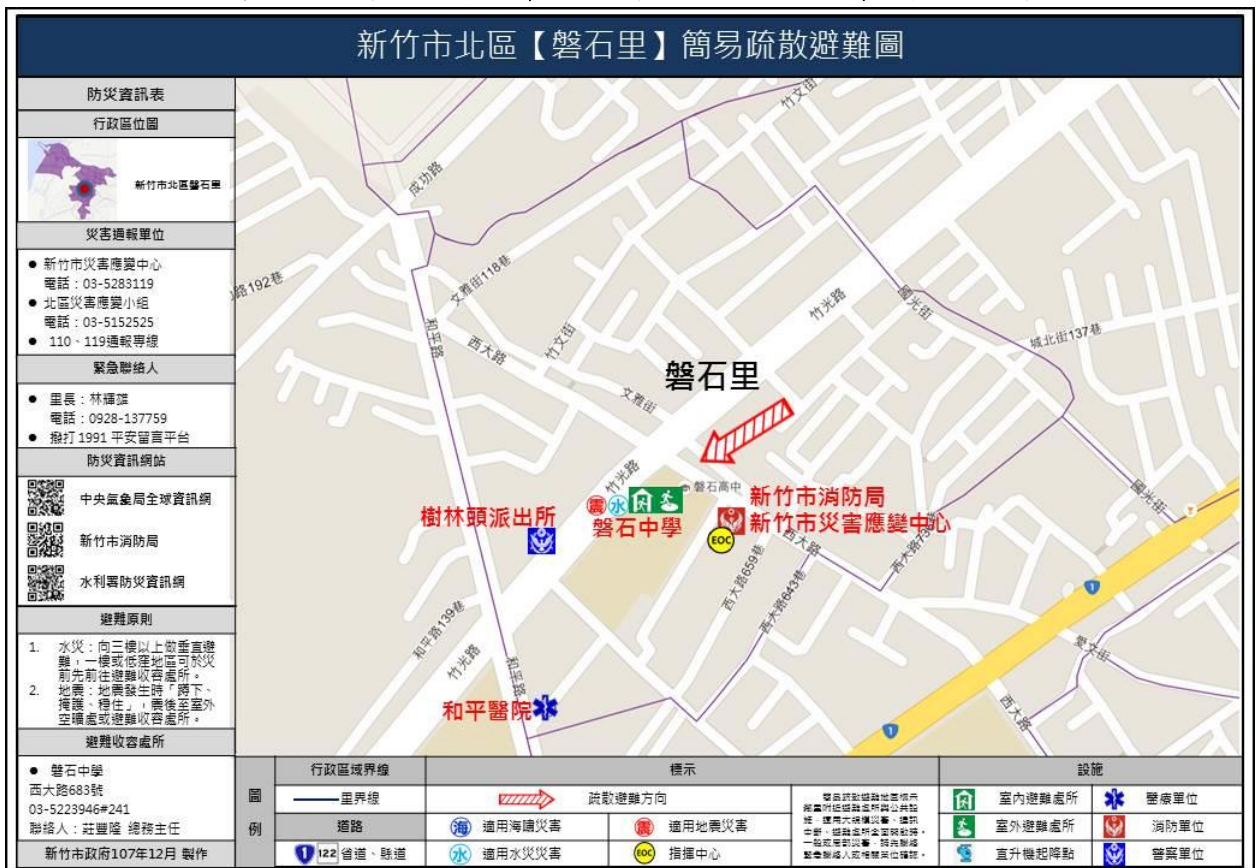 新竹市北區【磐石里】簡易疏散避難圖
防災資訊表
行政區位圖
新竹市北區磐石里
災害通報單位
● 新竹市災害應變中心
電話：03-5283119
● 北區災害應變小組
電話：03-5152525
● 110、119通報專線
緊急聯絡人
● 里長：林輝雄
電話：0928-137759
● 撥打1991平安留言平台
防災資訊網站
中央氣象局全球資訊網
新竹市消防局
水利署防災資訊網
避難原則
1. 水災：向三樓以上做垂直避
難，一樓或低窪地區可於災
前先前往避難收容處所。
2. 地震：地震發生時「蹲下、
掩護、穩住」，震後至室外
空曠處或避難收容處所。
避難收容處所
● 磐石中學
西大路683號
03-5223946#241
聯絡人：莊豐隆 總務主任
新竹市政府107年12月 製作
竹文街
成功路
路192巷
文雅街118巷
和平路
西大路
竹文街
文雅街
竹光路
國光街
城北街137巷
磐石里
竹光路
磐石高中
震
水
磐石中學
新竹市消防局
新竹市災害應變中心
EOC
樹林頭派出所
國光街
西大路
西大路659巷
西大路643巷
1
和平路139巷
竹光路
和平路
愛文街
西大路
和平醫院
1
圖例
行政區域界線
里界線
道路
1 122 省道、縣道
標示
疏散避難方向
海 適用海嘯災害
震 適用地震災害
水 適用水災災害
EOC 指揮中心
設施
室內避難處所
醫療單位
室外避難處所
消防單位
直升機起降點
警察單位